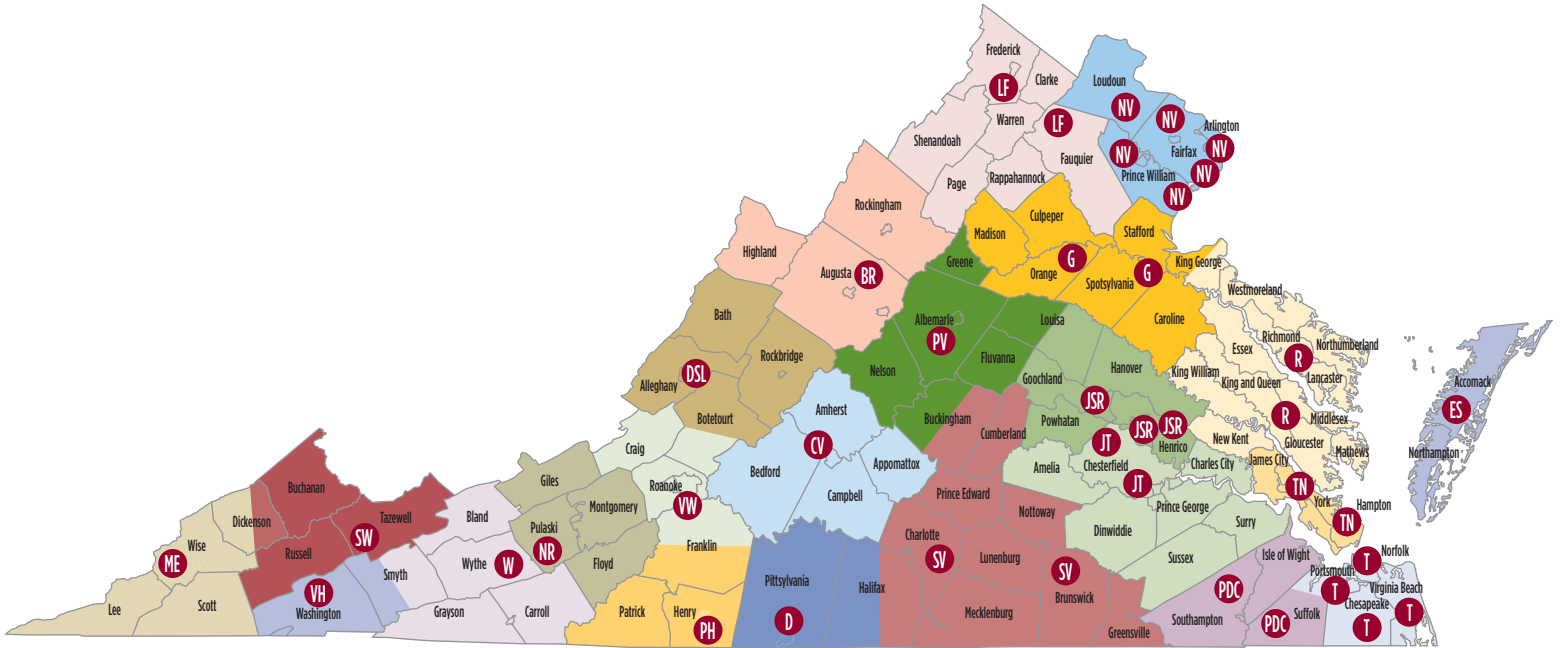 Frederick
LF
Clarke
Loudoun
NV
NV
Warren
LF
Arlington
NV
Shenandoah
Fairfax
NV
Fauquier
Prince William
NV
Page
Rappahannock
NV
Rockingham
Culpeper
Madison
Stafford
Highland
Greene
G
King George
Augusta
BR
Orange
G
Spotsylvania
Westmoreland
Bath
Albemarle
Louisa
Caroline
PV
Richmond
Northumberland
Rockbridge
Fluvanna
Essex
R
DSL
Nelson
Hanover
King William
Alleghany
Goochland
King and Queen
Lancaster
Accomack
JSR
ES
Botetourt
Amherst
Buckingham
Powhatan
R
Middlesex
Cumberland
JSR
JSR
Craig
CV
JT
Henrico
New Kent
Gloucester
Mathews
Northampton
Bedford
Appomattox
Amelia
Chesterfield
Charles City
James City
Buchanan
Giles
Roanoke
JT
TN
Campbell
Prince Edward
VW
Montgomery
Nottoway
Prince George
York
Hampton
Dickenson
Tazewell
Bland
Pulaski
Surry
TN
Wise
SW
NR
Franklin
Charlotte
Dinwiddie
Russell
ME
Wythe
W
Floyd
SV
Lunenburg
SV
Sussex
Isle of Wight
Norfolk
T
Smyth
Pittsylvania
Halifax
Portsmouth
VH
PDC
T
Virginia Beach
Lee
Scott
Washington
Grayson
Carroll
Patrick
Henry
Mecklenburg
Brunswick
Southampton
Suffolk
Chesapeake
T
PH
D
Greensville
PDC
T